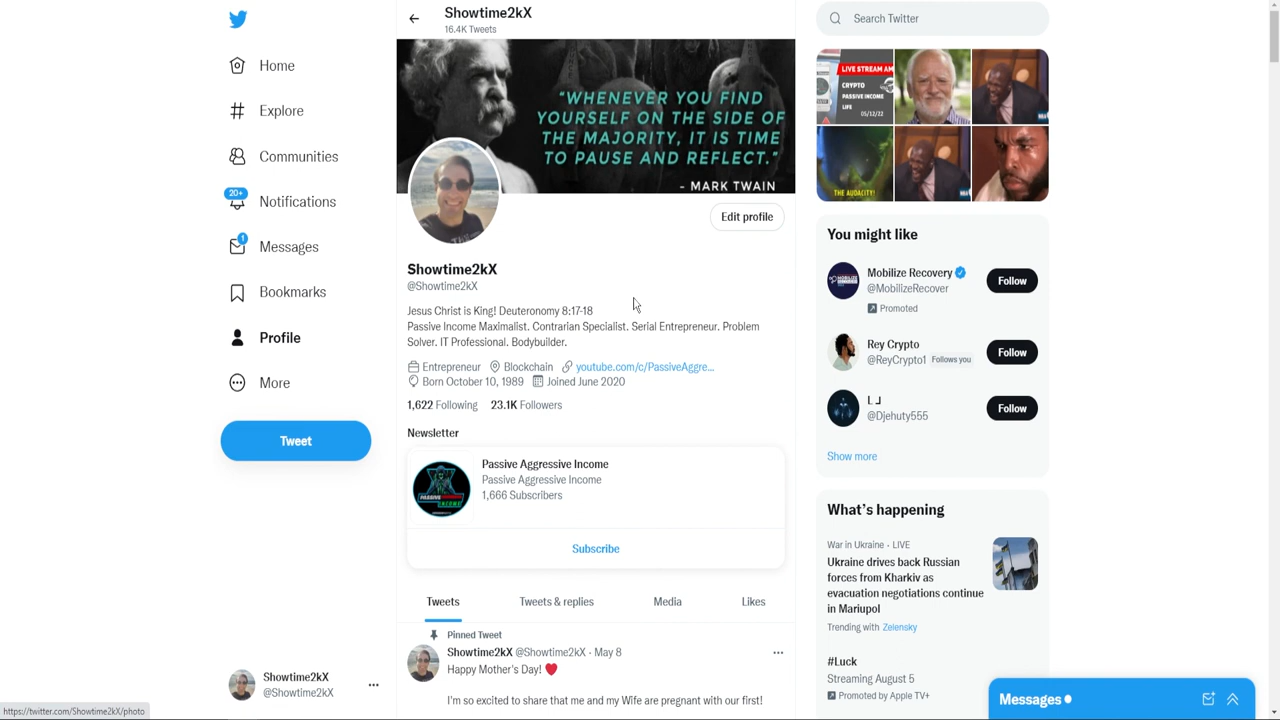 Showtime2kX
16.4K Tweets
Search Twitter
Home
Explore
Communities
20+
Notifications
1
Messages
Bookmarks
Profile
More
Tweet
Showtime2kX
@Showtime2kX
"WHENEVER YOU FIND
YOURSELF ON THE SIDE OF
THE MAJORITY, IT IS TIME
TO PAUSE AND REFLECT."
- MARK TWAIN
Edit profile
Showtime2kX
@Showtime2kX
Jesus Christ is King! Deuteronomy 8:17-18
Passive Income Maximalist. Contrarian Specialist. Serial Entrepreneur. Problem
Solver. IT Professional. Bodybuilder.
Entrepreneur Blockchain youtube.com/c/PassiveAggre...
Born October 10, 1989 Joined June 2020
1,622 Following 23.1K Followers
Newsletter
Passive Aggressive Income
Passive Aggressive Income
1,666 Subscribers
Subscribe
Tweets Tweets & replies Media Likes
Pinned Tweet
Showtime2kX @Showtime2kX · May 8
Happy Mother's Day! ❤️
I'm so excited to share that me and my Wife are pregnant with our first!
LIVE STREAM AM
CRYPTO
PASSIVE INCOME
LIFE
05/12/22
THE AUDACITY!
You might like
Mobilize Recovery
@MobilizeRecover
Promoted
Follow
Rey Crypto
@ReyCrypto1 Follows you
Follow
@Djehuty555
Follow
Show more
What's happening
War in Ukraine · LIVE
Ukraine drives back Russian
forces from Kharkiv as
evacuation negotiations continue
in Mariupol
Trending with Zelensky
#Luck
Streaming August 5
Promoted by Apple TV+
Messages
https://twitter.com/Showtime2kX/photo